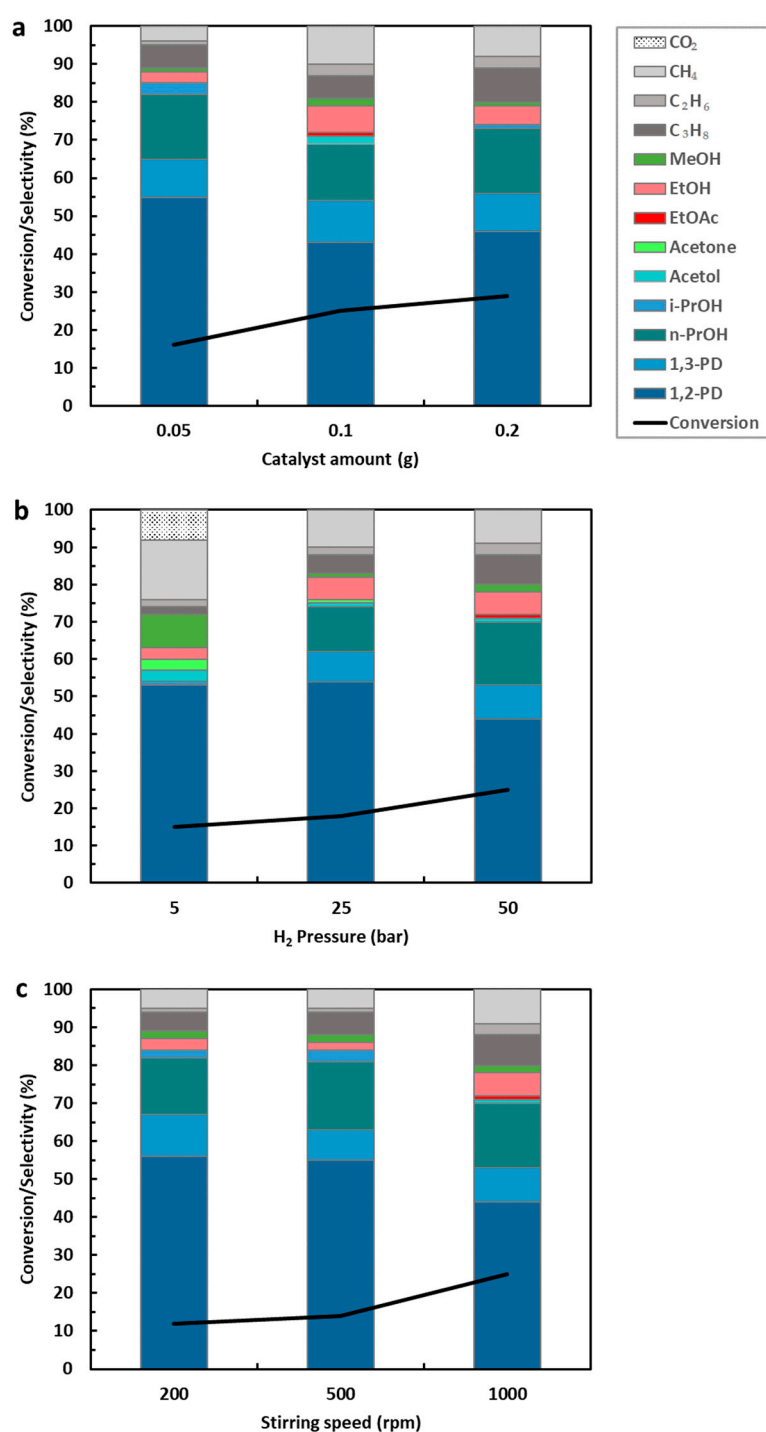 a
100
90
80
70
60
50
40
30
20
10
0
Conversion/Selectivity (%)
0.05 0.1 0.2
Catalyst amount (g)
CO₂
CH₄
C₂H₆
C₃H₈
MeOH
EtOH
EtOAc
Acetone
Acetol
i-PrOH
n-PrOH
1,3-PD
1,2-PD
Conversion
b
100
90
80
70
60
50
40
30
20
10
0
Conversion/Selectivity (%)
5 25 50
H₂ Pressure (bar)
c
100
90
80
70
60
50
40
30
20
10
0
Conversion/Selectivity (%)
200 500 1000
Stirring speed (rpm)